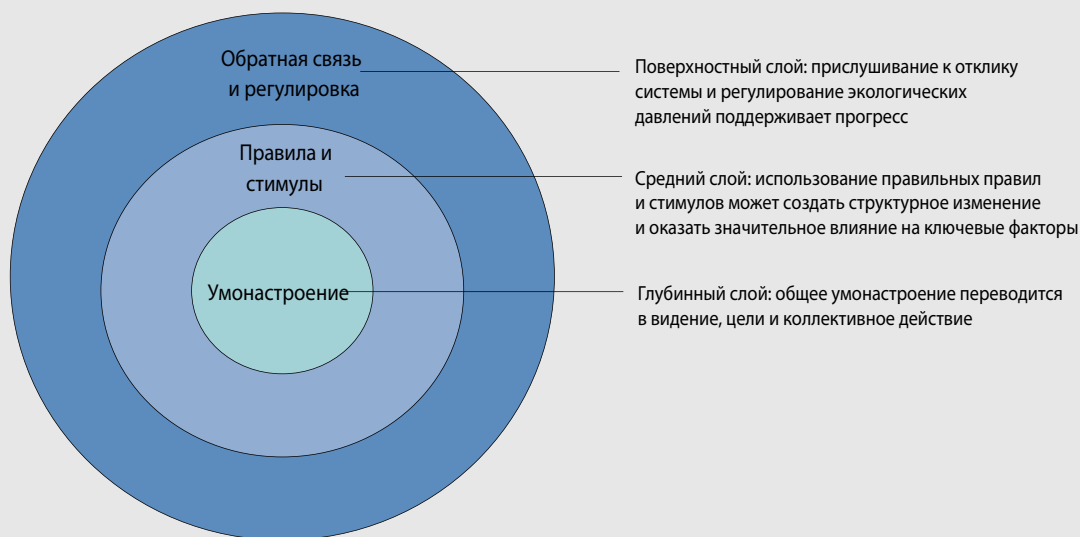 Обратная связь
и регулировка
Поверхностный слой: прислушивание к отклику
системы и регулирование экологических
давлений поддерживает прогресс
Правила и
стимулы
Средний слой: использование правильных правил
и стимулов может создать структурное изменение
и оказать значительное влияние на ключевые факторы
Умонастроение
Глубинный слой: общее умонастроение переводится
в видение, цели и коллективное действие